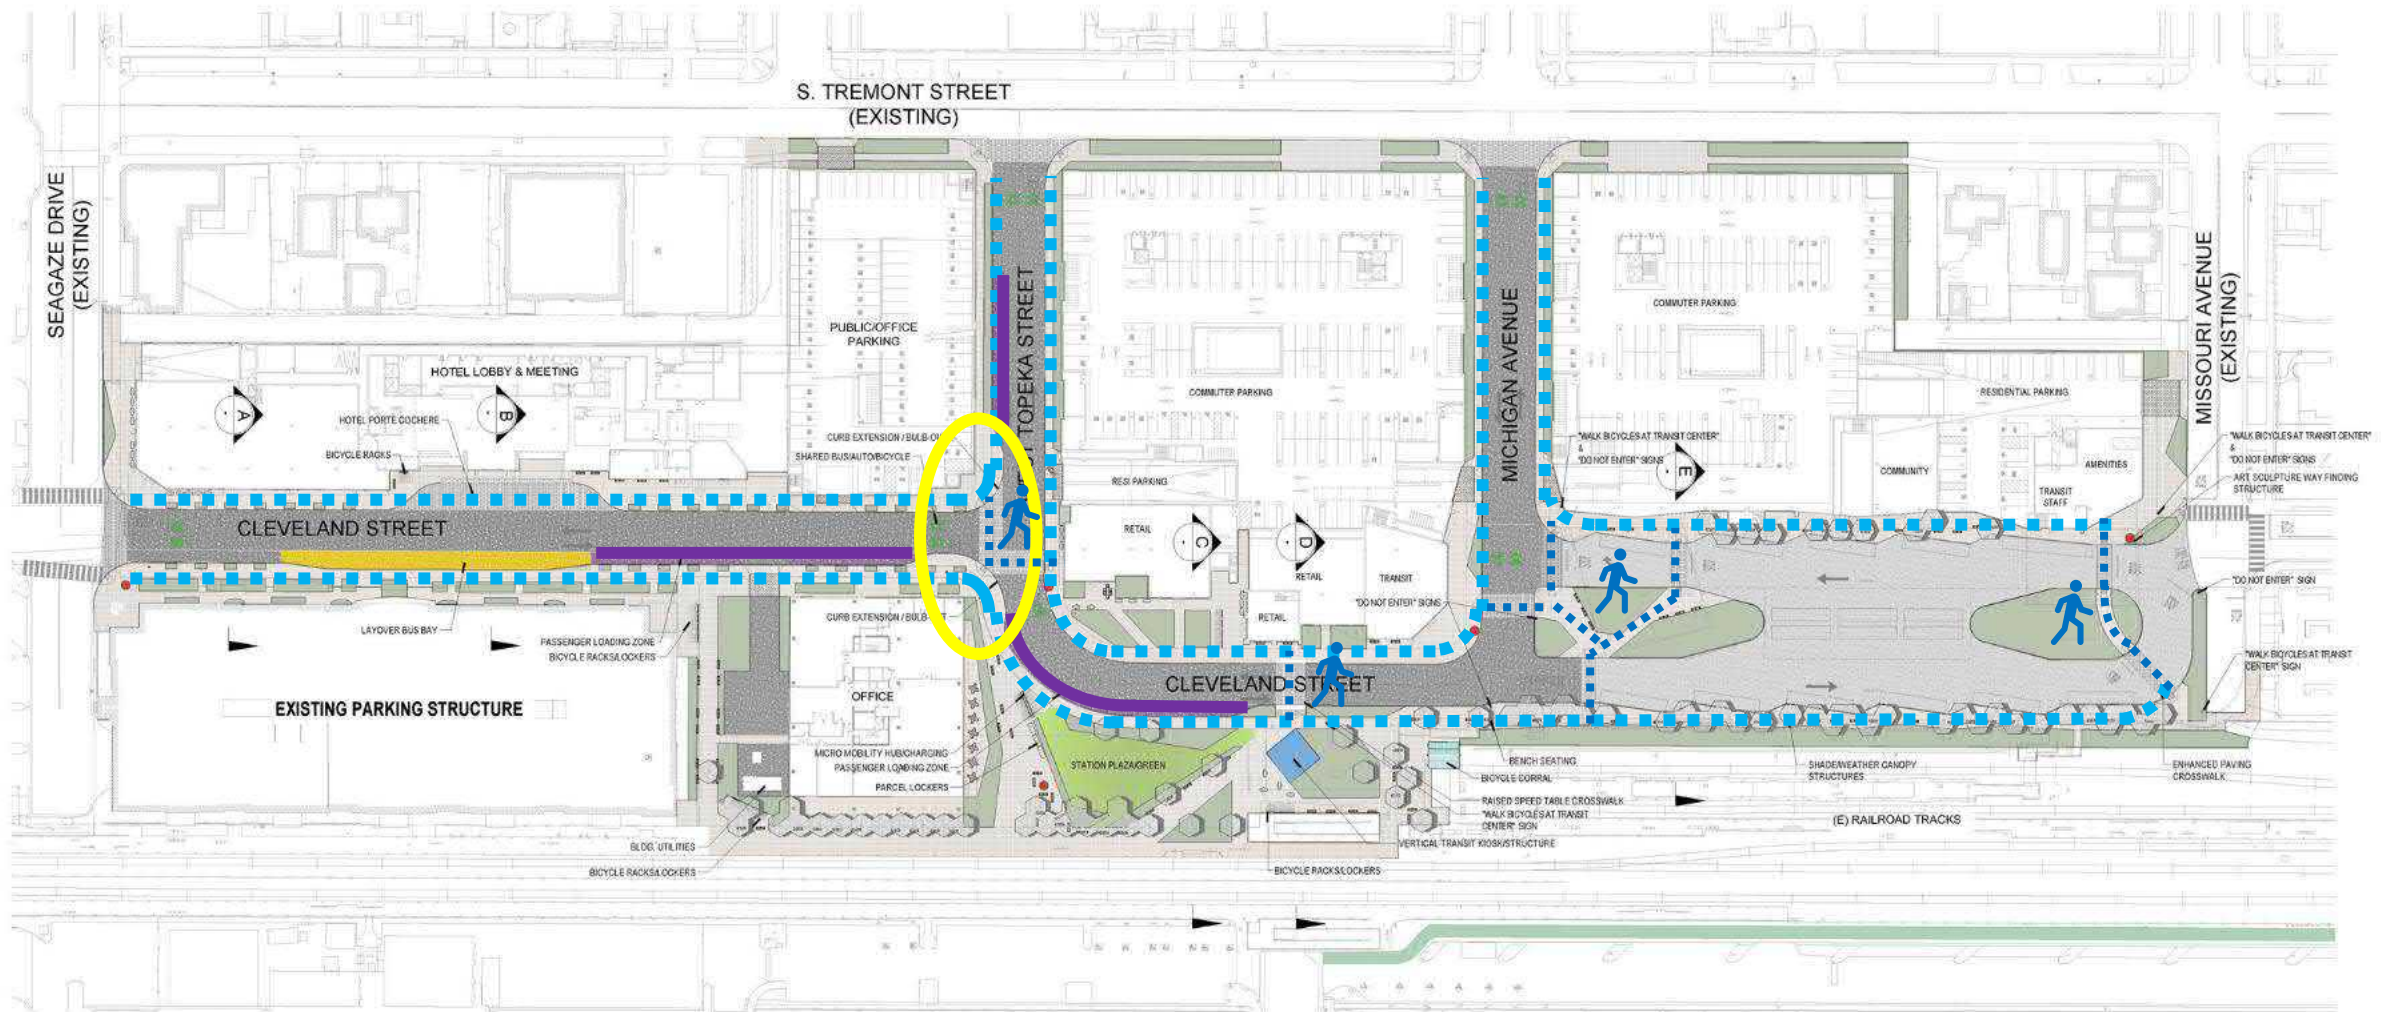 S. TREMONT STREET
(EXISTING)
SEAGAZE DRIVE
(EXISTING)
MISSOURI AVENUE
(EXISTING)
TOPEKA STREET
MICHIGAN AVENUE
PUBLIC/OFFICE
PARKING
COMMUTER PARKING
COMMUTER PARKING
HOTEL LOBBY & MEETING
A
B
HOTEL PORTE COCHERE
BICYCLE RACKS
CURB EXTENSION / BULB-OUT
SHARED BUS/AUTO/BICYCLE
RESI PARKING
RETAIL
C
D
RETAIL
TRANSIT
RETAIL
"DO NOT ENTER" SIGNS
"WALK BICYCLES AT TRANSIT CENTER"
&
"DO NOT ENTER" SIGNS
E
COMMUNITY
RESIDENTIAL PARKING
AMENITIES
TRANSIT
STAFF
"WALK BICYCLES AT TRANSIT CENTER"
&
"DO NOT ENTER" SIGNS
ART SCULPTURE WAY FINDING
STRUCTURE
"DO NOT ENTER" SIGN
"WALK BICYCLES AT TRANSIT
CENTER" SIGN
CLEVELAND STREET
LAYOVER BUS BAY
PASSENGER LOADING ZONE
BICYCLE RACKS/LOCKERS
CURB EXTENSION / BULB-OUT
EXISTING PARKING STRUCTURE
OFFICE
CLEVELAND STREET
MICRO MOBILITY HUB/CHARGING
PASSENGER LOADING ZONE
PARCEL LOCKERS
STATION PLAZA/GREEN
BENCH SEATING
BICYCLE CORRAL
RAISED SPEED TABLE CROSSWALK
"WALK BICYCLES AT TRANSIT
CENTER" SIGN
VERTICAL TRANSIT KIOSK/STRUCTURE
SHADE/WEATHER CANOPY
STRUCTURES
ENHANCED PAVING
CROSSWALK
(E) RAILROAD TRACKS
BLDG. UTILITIES
BICYCLE RACKS/LOCKERS
BICYCLE RACKS/LOCKERS